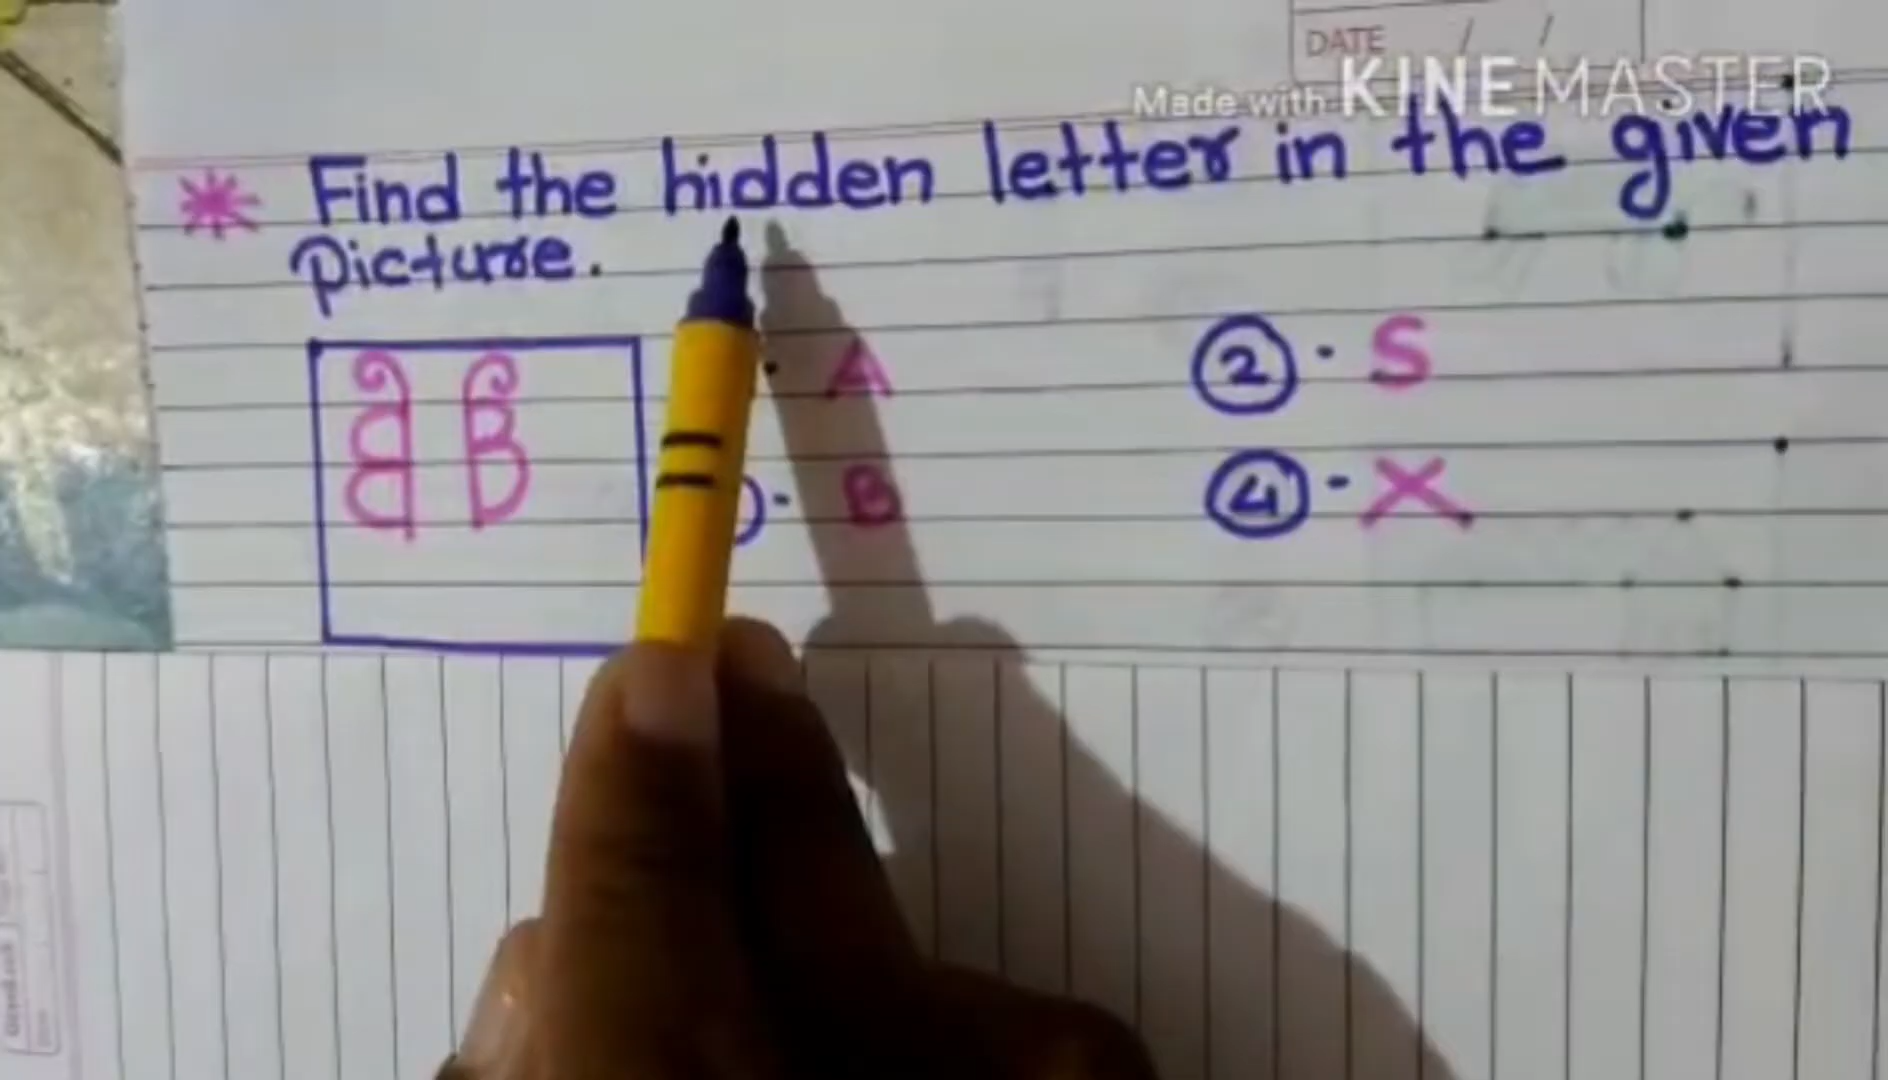 DATE / /
Made with KINEMASTER
Find the hidden letter in the given
picture.
B B
A
② · S
- B
④ - X